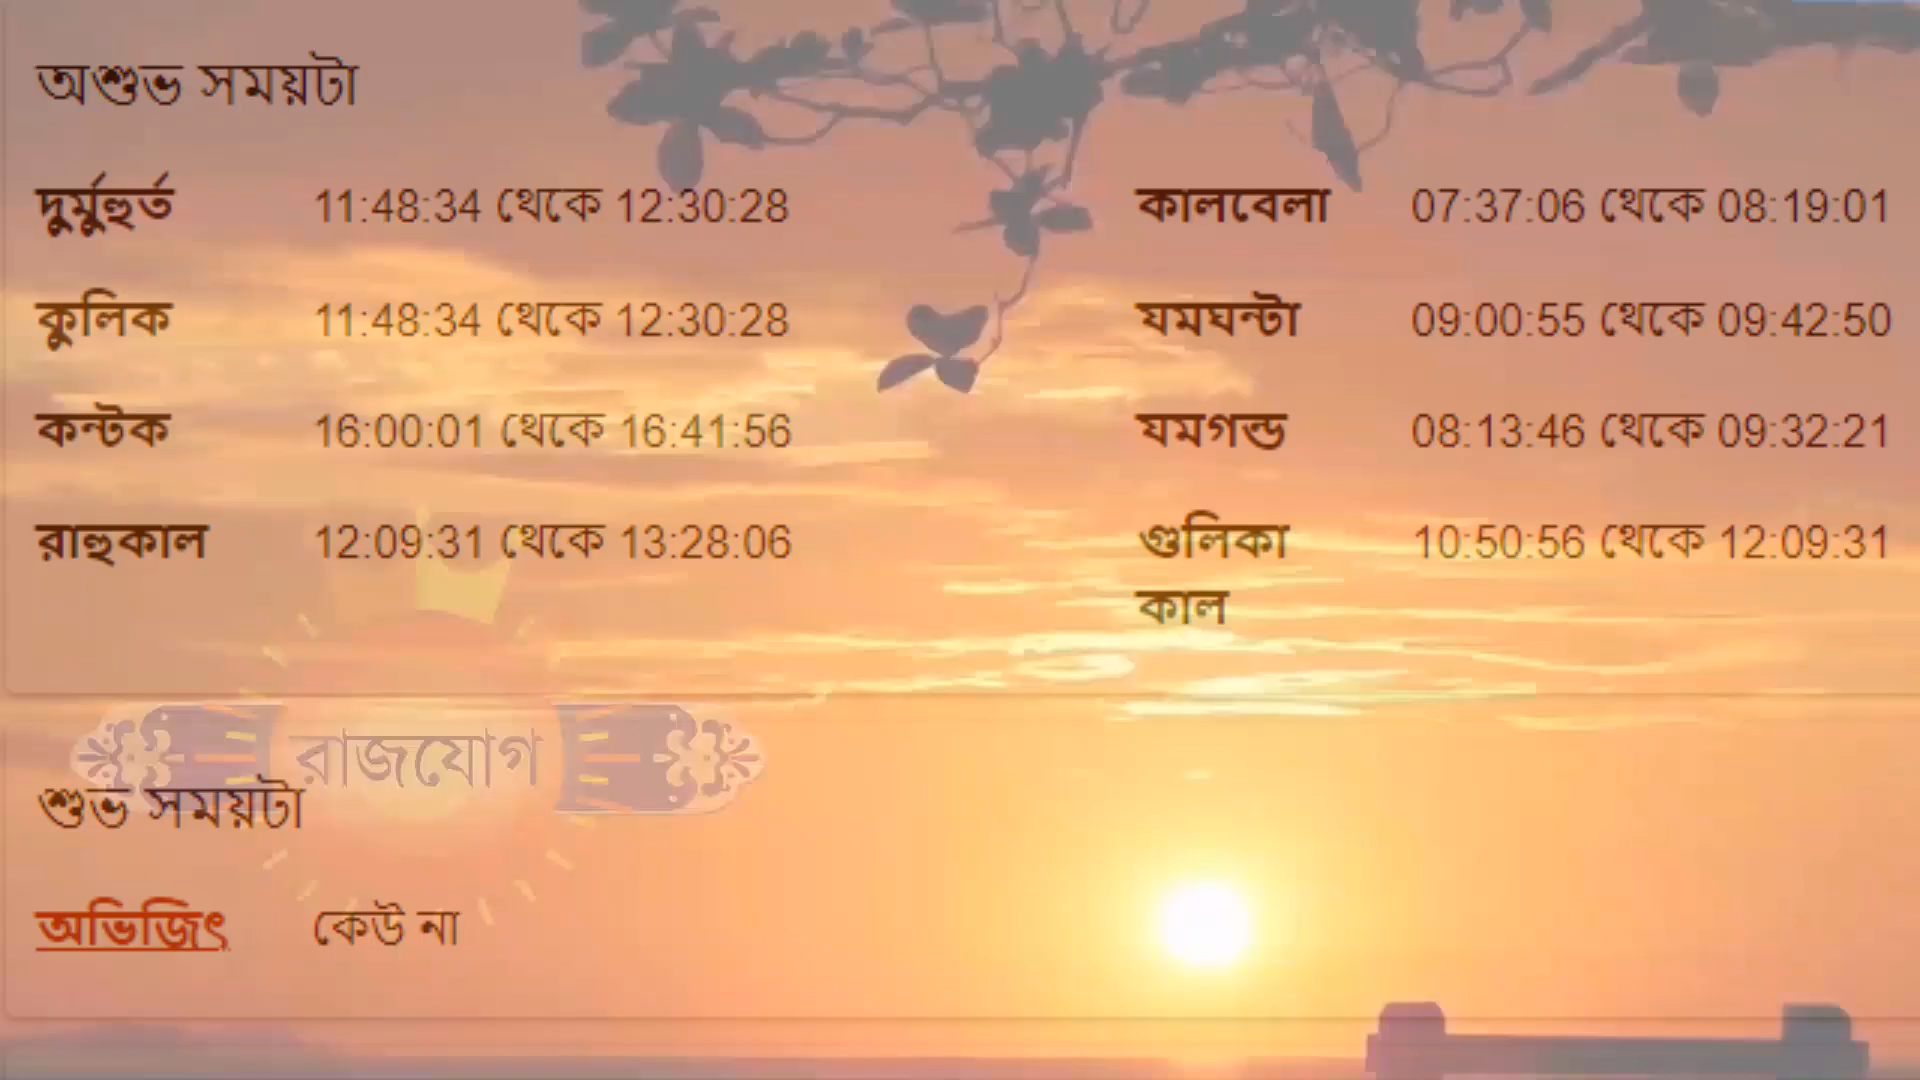 অশুভ সময়টা
দুর্মুহুর্ত 11:48:34 থেকে 12:30:28 কালবেলা 07:37:06 থেকে 08:19:01
কুলিক 11:48:34 থেকে 12:30:28 যমঘন্টা 09:00:55 থেকে 09:42:50
কন্টক 16:00:01 থেকে 16:41:56 যমগন্ড 08:13:46 থেকে 09:32:21
রাহুকাল 12:09:31 থেকে 13:28:06 গুলিকা 10:50:56 থেকে 12:09:31
কাল
রাজযোগ
শুভ সময়টা
অভিজিৎ কেউ না